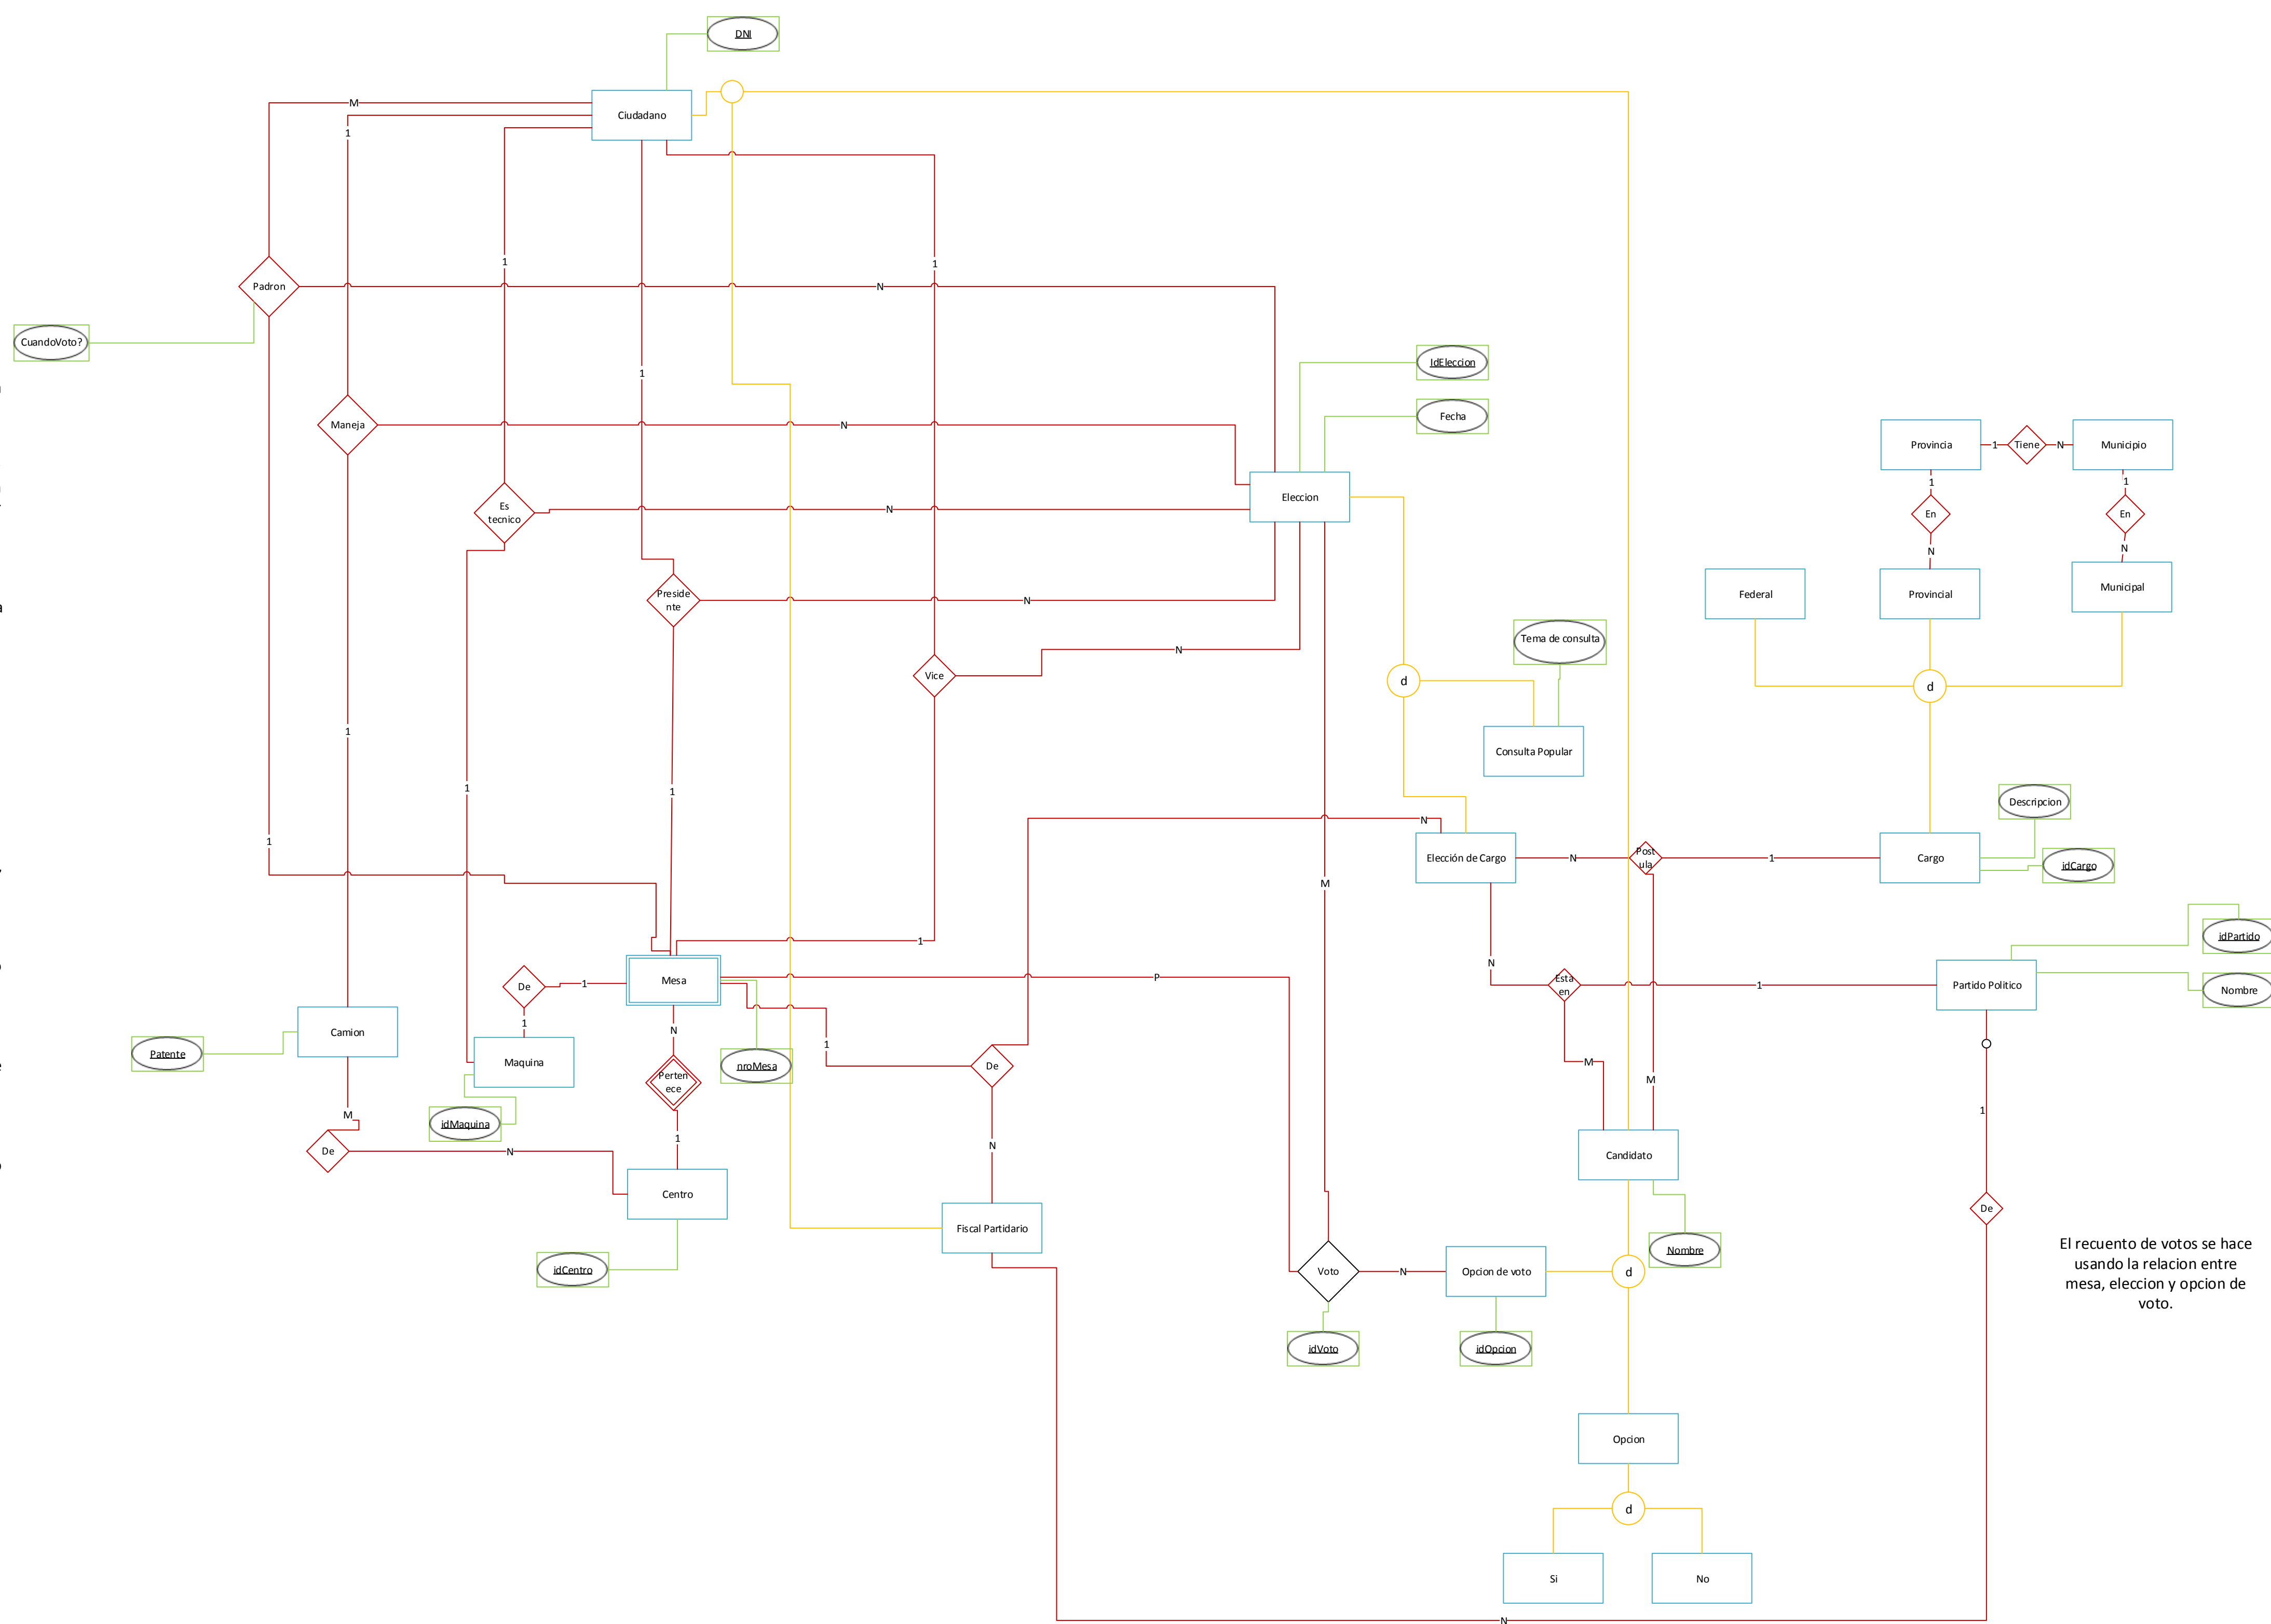 DNI
Ciudadano
M
1
1
1
1
Padron
N
CuandoVoto?
IdEleccion
Fecha
Maneja
N
Provincia
1
Tiene
N
Municipio
1
1
Eleccion
Es
tecnico
N
En
En
N
N
Federal
Provincial
Municipal
Preside
nte
N
Tema de consulta
N
Vice
d
d
1
Consulta Popular
1
1
Descripcion
N
1
Elección de Cargo
N
Post
ula
1
Cargo
idCargo
M
idPartido
1
N
Mesa
P
De
1
Esta
en
1
Partido Politico
Nombre
1
N
Camion
1
Patente
Maquina
nroMesa
De
M
Perten
ece
M
1
M
idMaquina
1
N
De
N
Candidato
Centro
De
Fiscal Partidario
El recuento de votos se hace
usando la relacion entre
mesa, eleccion y opcion de
voto.
Nombre
idCentro
Voto
N
Opcion de voto
d
idVoto
idOpcion
Opcion
d
Si
No
N